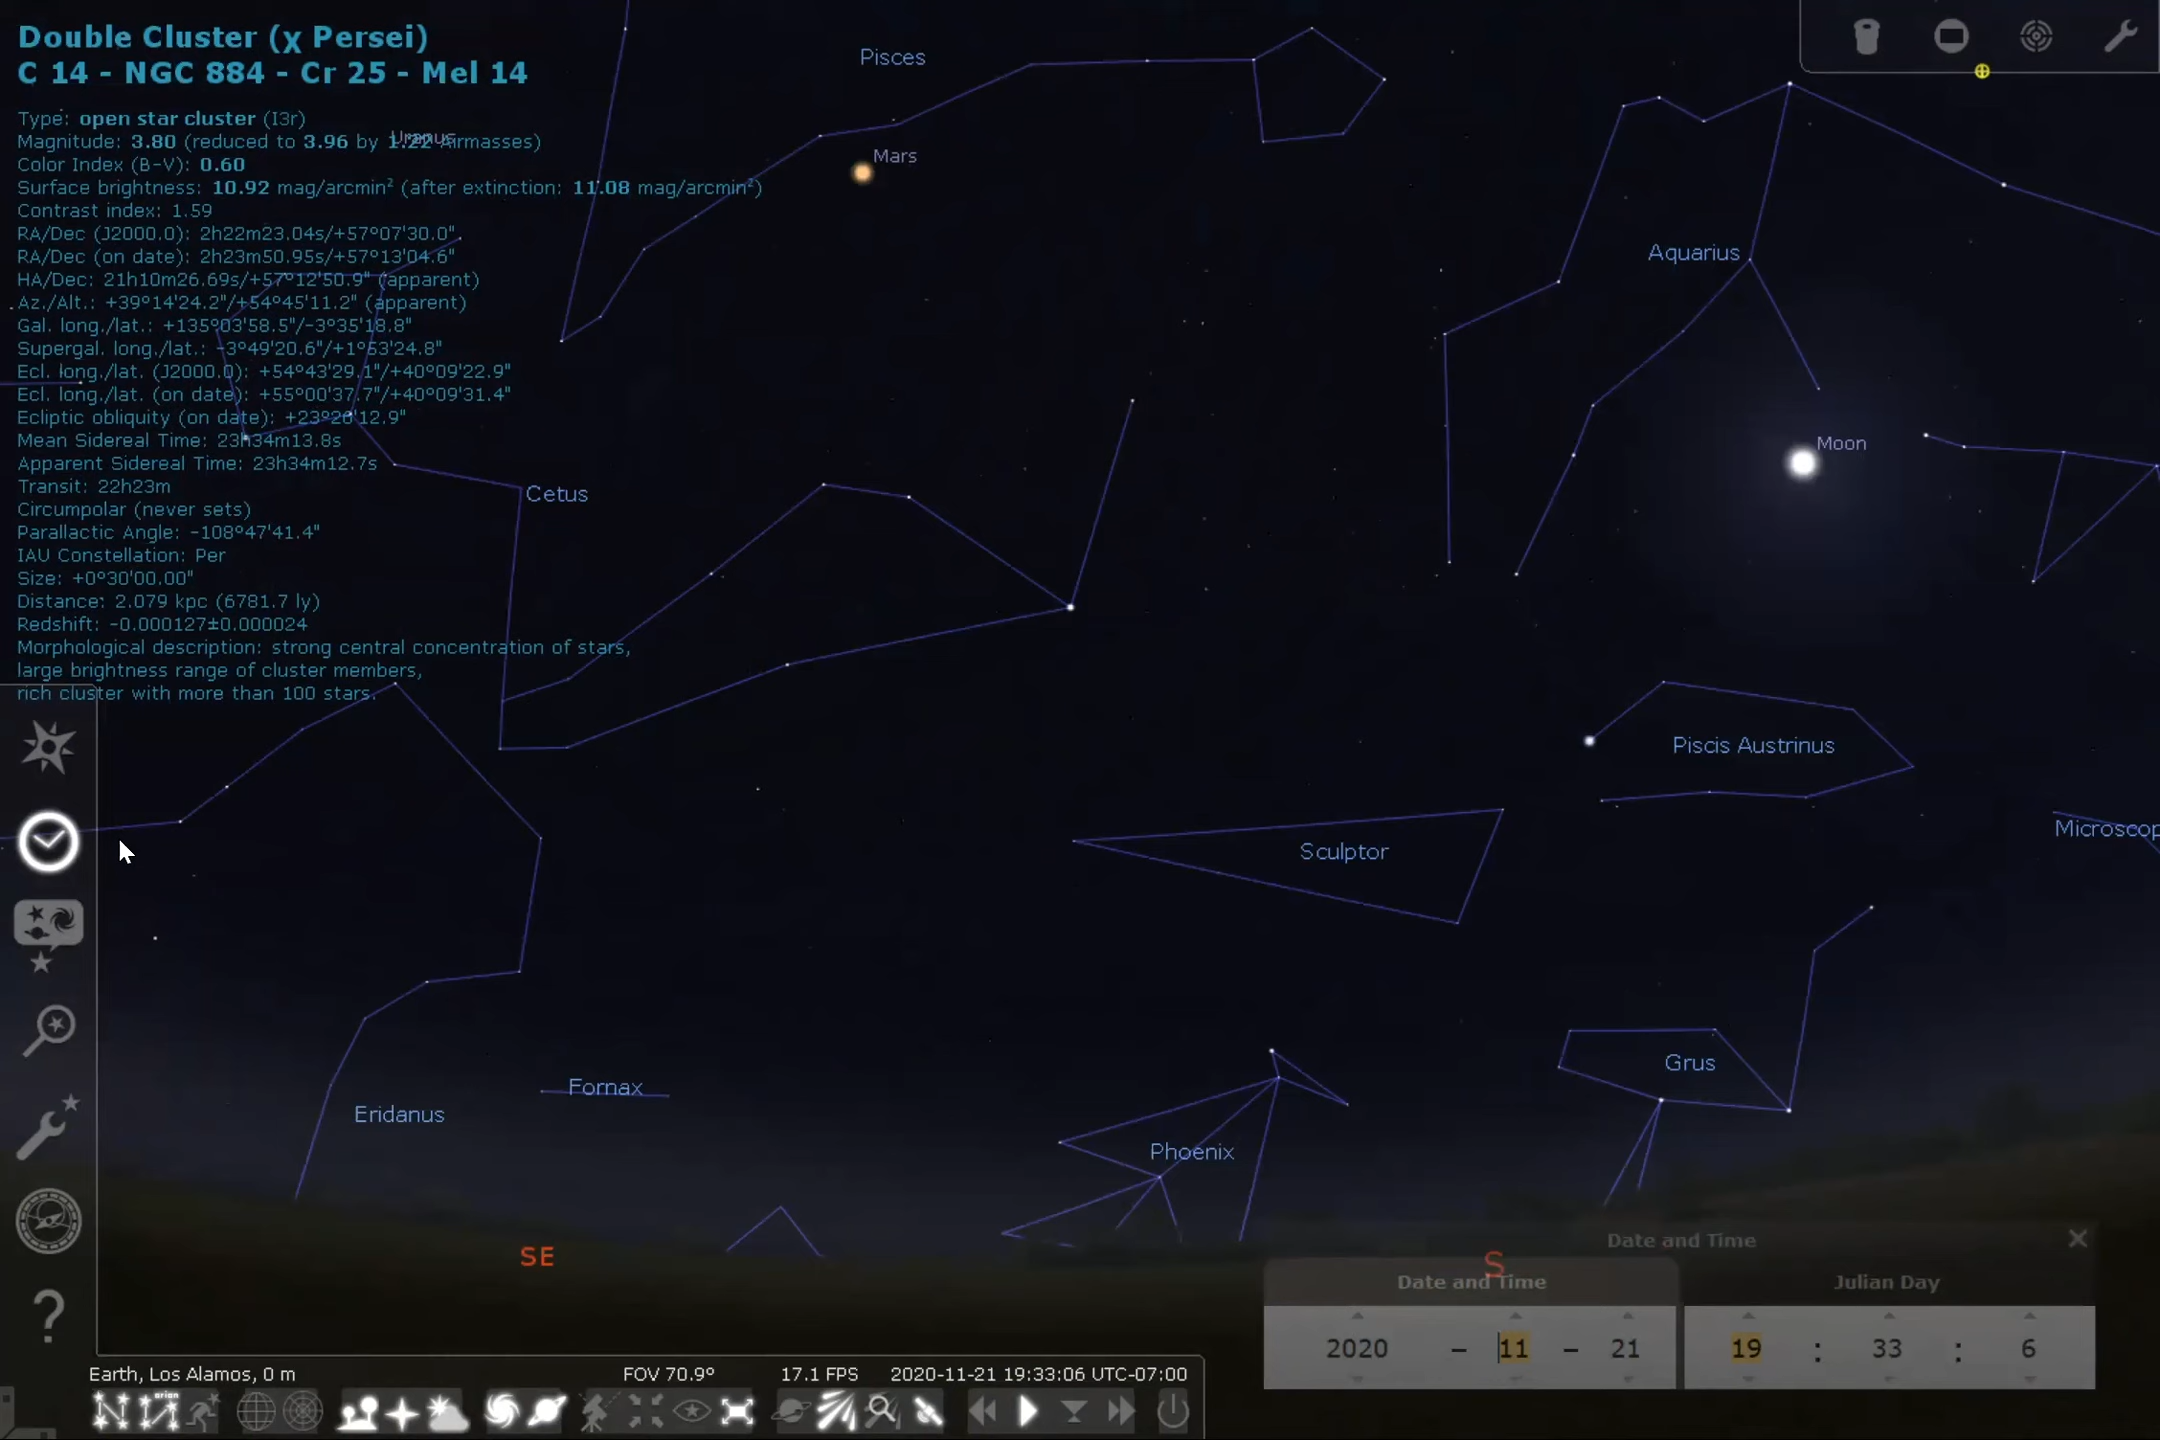 Double Cluster (χ Persei)
C 14 - NGC 884 - Cr 25 - Mel 14
Type: open star cluster (I3r)
Magnitude: 3.80 (reduced to 3.96 by 1.22 Airmasses)
Uranus
Color Index (B-V): 0.60
Surface brightness: 10.92 mag/arcmin² (after extinction: 11.08 mag/arcmin²)
Contrast index: 1.59
RA/Dec (J2000.0): 2h22m23.04s/+57°07'30.0"
RA/Dec (on date): 2h23m50.95s/+57°13'04.6"
HA/Dec: 21h10m26.69s/+57°12'50.9" (apparent)
Az./Alt.: +39°14'24.2"/+54°45'11.2" (apparent)
Gal. long./lat.: +135°03'58.5"/-3°35'18.8"
Supergal. long./lat.: -3°49'20.6"/+1°53'24.8"
Ecl. long./lat. (J2000.0): +54°43'29.1"/+40°09'22.9"
Ecl. long./lat. (on date): +55°00'37.7"/+40°09'31.4"
Ecliptic obliquity (on date): +23°26'12.9"
Mean Sidereal Time: 23h34m13.8s
Apparent Sidereal Time: 23h34m12.7s
Transit: 22h23m
Circumpolar (never sets)
Parallactic Angle: -108°47'41.4"
IAU Constellation: Per
Size: +0°30'00.00"
Distance: 2.079 kpc (6781.7 ly)
Redshift: -0.000127±0.000024
Morphological description: strong central concentration of stars,
large brightness range of cluster members,
rich cluster with more than 100 stars.
Pisces
Mars
Aquarius
Moon
Cetus
Piscis Austrinus
Sculptor
Microscop
Grus
Fornax
Eridanus
Phoenix
SE
S
Date and Time
Date and Time
Julian Day
2020 - 11 - 21
19 : 33 : 6
Earth, Los Alamos, 0 m
FOV 70.9°
17.1 FPS
2020-11-21 19:33:06 UTC-07:00